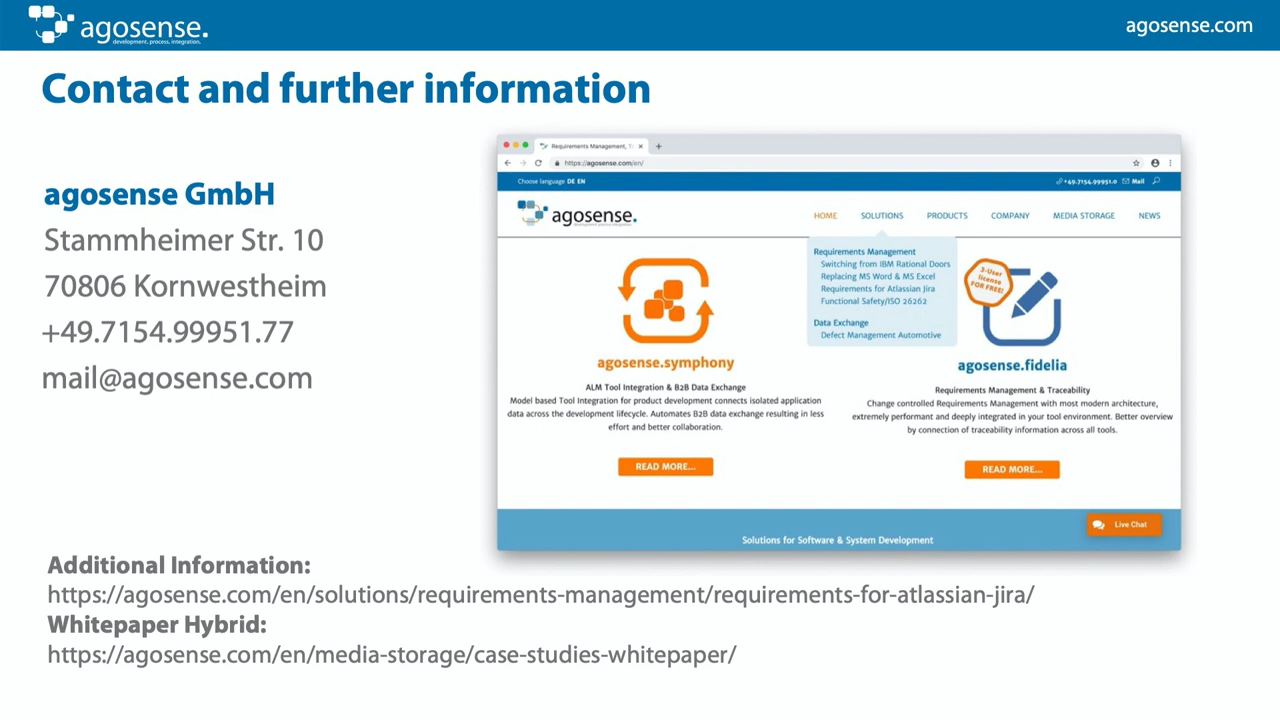 agosense.
development. process. integration.
agosense.com
Contact and further information
agosense GmbH
Stammheimer Str. 10
70806 Kornwestheim
+49.7154.99951.77
mail@agosense.com
Requirements Management, T
https://agosense.com/en/
Choose language DE EN
+49.7154.99951.0 Mail
agosense.
development. process. integration.
HOME SOLUTIONS PRODUCTS COMPANY MEDIA STORAGE NEWS
Requirements Management
Switching from IBM Rational Doors
Replacing MS Word & MS Excel
Requirements for Atlassian Jira
Functional Safety/ISO 26262
Data Exchange
Defect Management Automotive
agosense.symphony
ALM Tool Integration & B2B Data Exchange
Model based Tool Integration for product development connects isolated application
data across the development lifecycle. Automates B2B data exchange resulting in less
effort and better collaboration.
READ MORE...
3-User
license
FOR FREE!
agosense.fidelia
Requirements Management & Traceability
Change controlled Requirements Management with most modern architecture,
extremely performant and deeply integrated in your tool environment. Better overview
by connection of traceability information across all tools.
READ MORE...
Live Chat
Solutions for Software & System Development
Additional Information:
https://agosense.com/en/solutions/requirements-management/requirements-for-atlassian-jira/
Whitepaper Hybrid:
https://agosense.com/en/media-storage/case-studies-whitepaper/